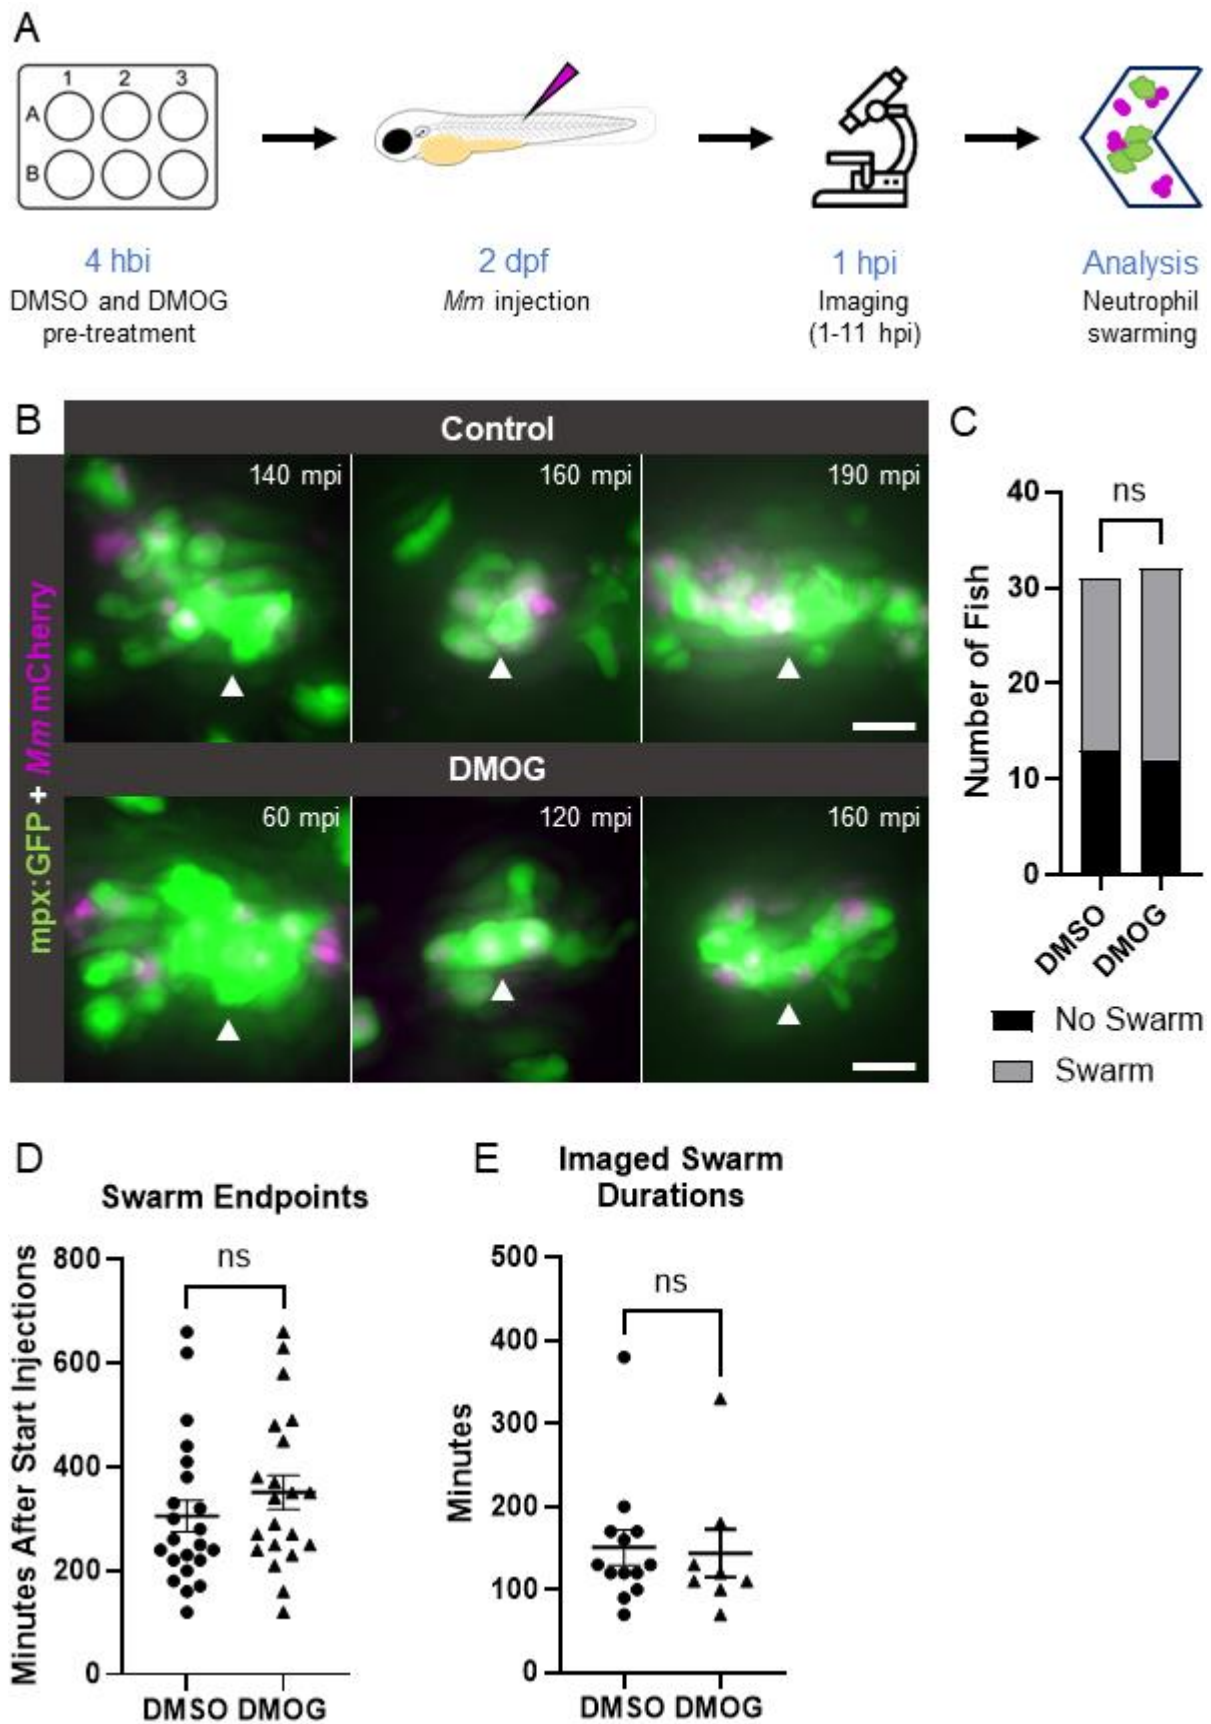 A
1 2 3
A
B
4 hbi
DMSO and DMOG
pre-treatment
2 dpf
Mm injection
1 hpi
Imaging
(1-11 hpi)
Analysis
Neutrophil
swarming
B
mpx:GFP + Mm mCherry
Control
140 mpi
160 mpi
190 mpi
DMOG
60 mpi
120 mpi
160 mpi
C
Number of Fish
40
30
20
10
0
ns
DMSO
DMOG
No Swarm
Swarm
D
Swarm Endpoints
Minutes After Start Injections
800
600
400
200
0
ns
DMSO DMOG
E
Imaged Swarm
Durations
Minutes
500
400
300
200
100
0
ns
DMSO DMOG